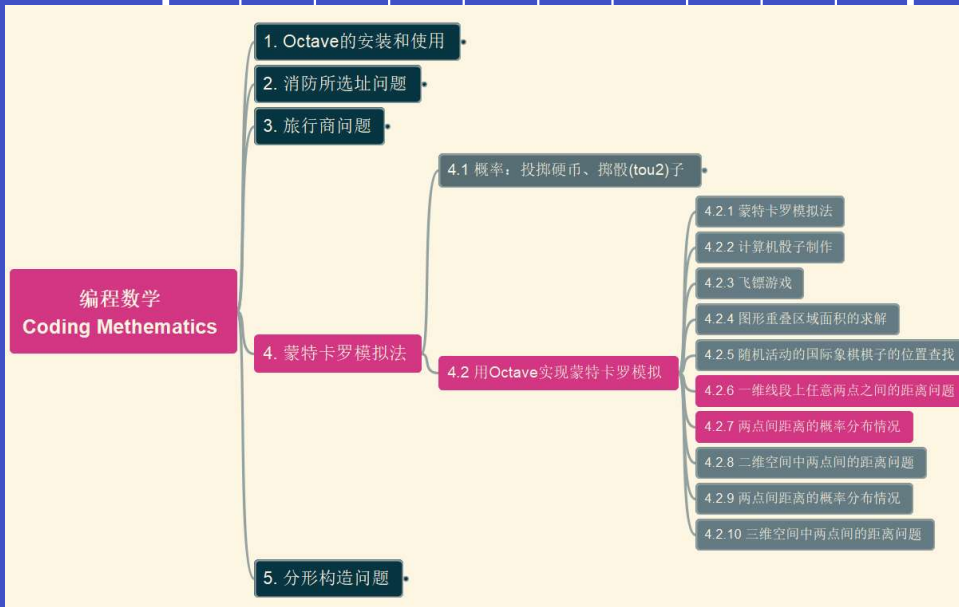 编程数学
Coding Methematics
1. Octave的安装和使用
2. 消防所选址问题
3. 旅行商问题
4. 蒙特卡罗模拟法
4.1 概率：投掷硬币、掷骰(tou2)子
4.2 用Octave实现蒙特卡罗模拟
4.2.1 蒙特卡罗模拟法
4.2.2 计算机骰子制作
4.2.3 飞镖游戏
4.2.4 图形重叠区域面积的求解
4.2.5 随机活动的国际象棋棋子的位置查找
4.2.6 一维线段上任意两点之间的距离问题
4.2.7 两点间距离的概率分布情况
4.2.8 二维空间中两点间的距离问题
4.2.9 两点间距离的概率分布情况
4.2.10 三维空间中两点间的距离问题
5. 分形构造问题